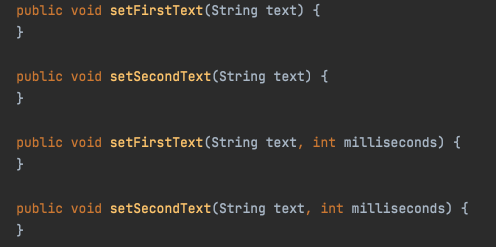 public void setFirstText(String text) {
}
public void setSecondText(String text) {
}
public void setFirstText(String text, int milliseconds) {
}
public void setSecondText(String text, int milliseconds) {
}